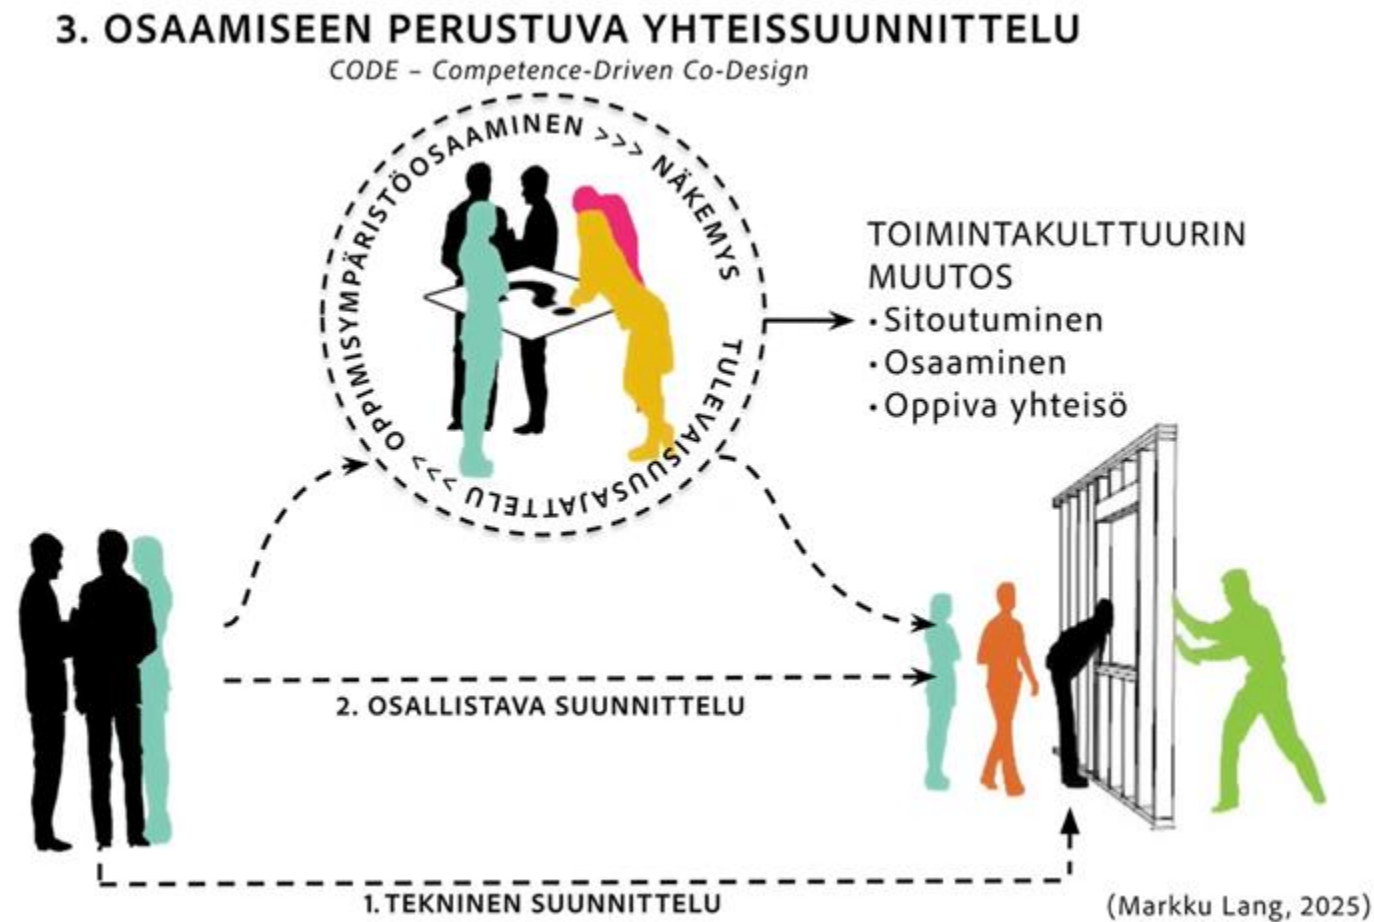 3. OSAAMISEEN PERUSTUVA YHTEISSUUNNITTELU
CODE – Competence-Driven Co-Design
OPPIMISYMPÄRISTÖOSAAMINEN >>> NÄKEMYS
TULEVAISUUSAJATTELU >>>
TOIMINTAKULTTUURIN
MUUTOS
·Sitoutuminen
·Osaaminen
·Oppiva yhteisö
2. OSALLISTAVA SUUNNITTELU
1. TEKNINEN SUUNNITTELU
(Markku Lang, 2025)